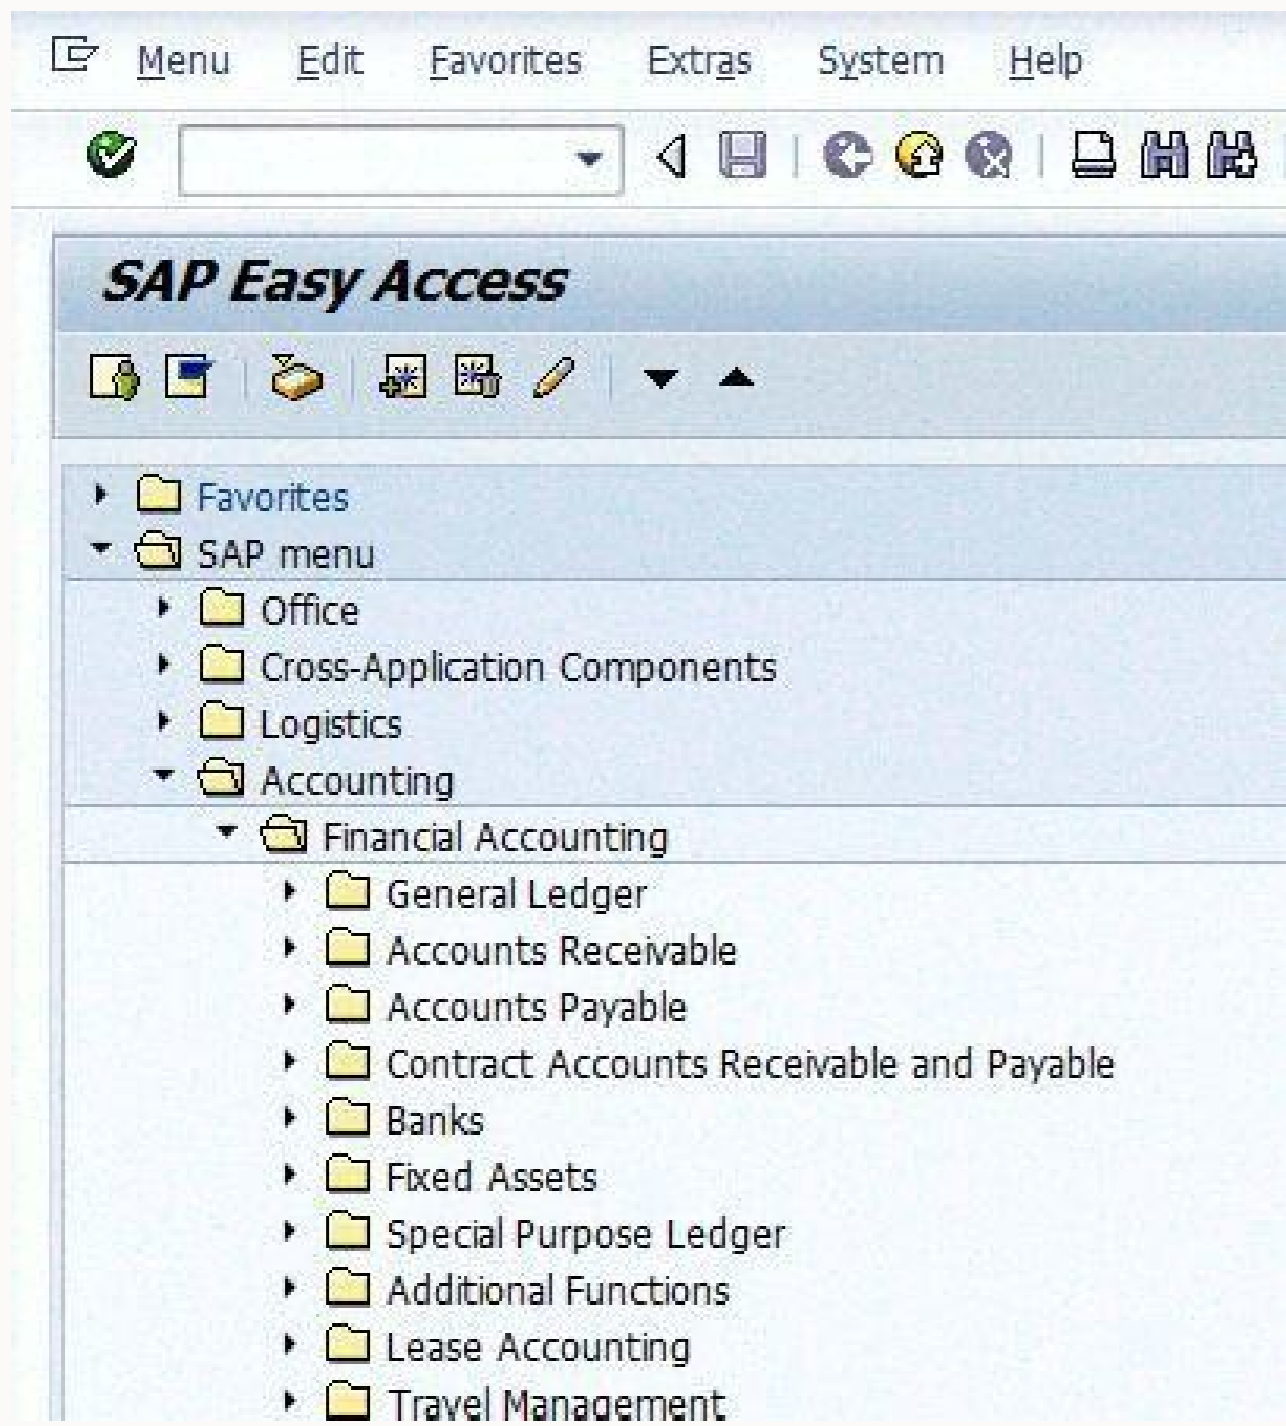 Menu Edit Favorites Extras System Help
SAP Easy Access
Favorites
SAP menu
Office
Cross-Application Components
Logistics
Accounting
Financial Accounting
General Ledger
Accounts Receivable
Accounts Payable
Contract Accounts Receivable and Payable
Banks
Fixed Assets
Special Purpose Ledger
Additional Functions
Lease Accounting
Travel Management